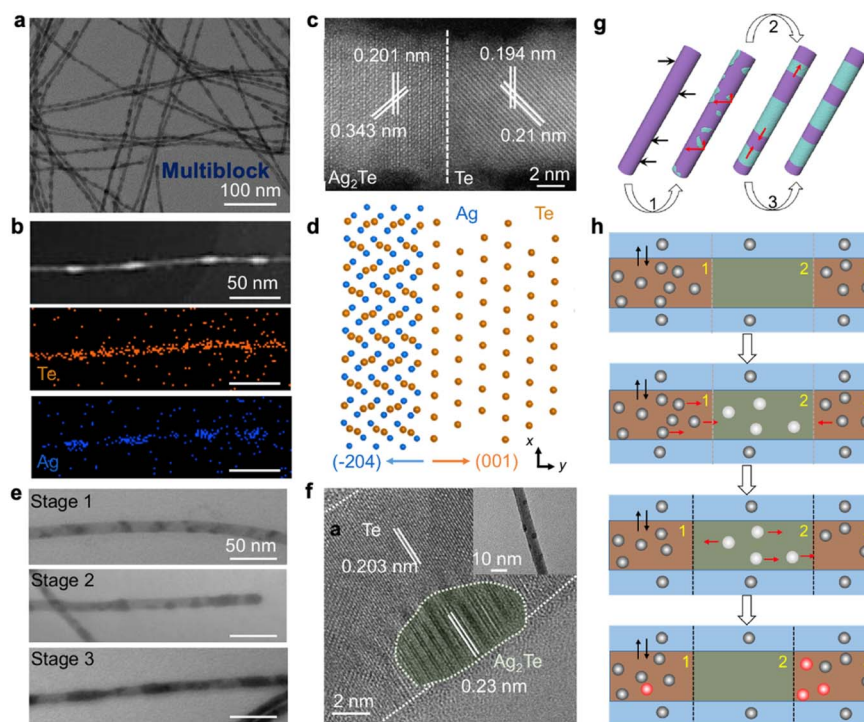 a
Multiblock
100 nm
b
50 nm
Te
Ag
c
0.201 nm
0.194 nm
0.343 nm
0.21 nm
Ag2Te
Te
2 nm
d
Ag
Te
(-204)
(001)
x
y
e
Stage 1
50 nm
Stage 2
Stage 3
f
a
Te
0.203 nm
10 nm
Ag2Te
0.23 nm
2 nm
g
2
1
3
h
1
2
1
2
1
2
1
2